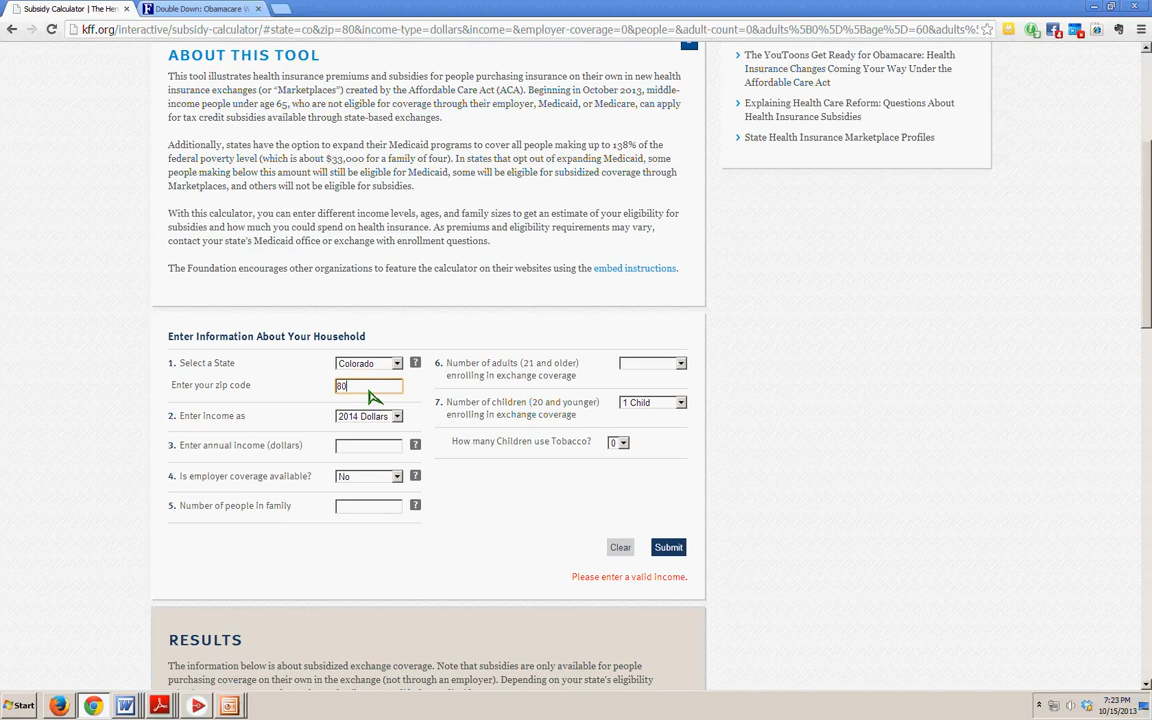 Subsidy Calculator | The Hen
Double Down: Obamacare W
kff.org/interactive/subsidy-calculator/#state=co&zip=80&income-type=dollars&income=&employer-coverage=0&people=&adult-count=0&adults%5B0%5D%5Bage%5D=60&adults%5
ABOUT THIS TOOL
This tool illustrates health insurance premiums and subsidies for people purchasing insurance on their own in new health
insurance exchanges (or “Marketplaces”) created by the Affordable Care Act (ACA). Beginning in October 2013, middle-
income people under age 65, who are not eligible for coverage through their employer, Medicaid, or Medicare, can apply
for tax credit subsidies available through state-based exchanges.
Additionally, states have the option to expand their Medicaid programs to cover all people making up to 138% of the
federal poverty level (which is about $33,000 for a family of four). In states that opt out of expanding Medicaid, some
people making below this amount will still be eligible for Medicaid, some will be eligible for subsidized coverage through
Marketplaces, and others will not be eligible for subsidies.
With this calculator, you can enter different income levels, ages, and family sizes to get an estimate of your eligibility for
subsidies and how much you could spend on health insurance. As premiums and eligibility requirements may vary,
contact your state’s Medicaid office or exchange with enrollment questions.
The Foundation encourages other organizations to feature the calculator on their websites using the embed instructions.
The YouToons Get Ready for Obamacare: Health
Insurance Changes Coming Your Way Under the
Affordable Care Act
Explaining Health Care Reform: Questions About
Health Insurance Subsidies
State Health Insurance Marketplace Profiles
Enter Information About Your Household
1. Select a State
Colorado
?
Enter your zip code
80
2. Enter income as
2014 Dollars
3. Enter annual income (dollars)
?
4. Is employer coverage available?
No
?
5. Number of people in family
?
6. Number of adults (21 and older)
enrolling in exchange coverage
7. Number of children (20 and younger)
enrolling in exchange coverage
1 Child
How many Children use Tobacco?
0
Clear
Submit
Please enter a valid income.
RESULTS
The information below is about subsidized exchange coverage. Note that subsidies are only available for people
purchasing coverage on their own in the exchange (not through an employer). Depending on your state’s eligibility
Start
7:23 PM
10/15/2013